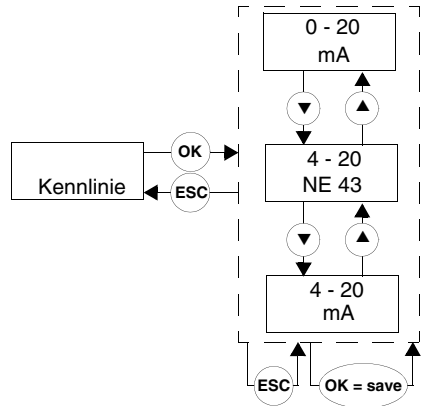 0 - 20
mA
OK
4 - 20
NE 43
Kennlinie
ESC
4 - 20
mA
ESC
OK = save